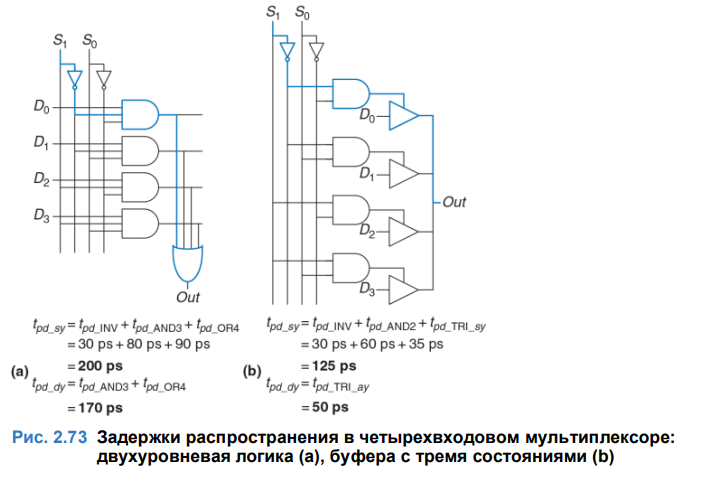 S1 S0
D0
D1
D2
D3
Out
tpd_sy = tpd_INV + tpd_AND3 + tpd_OR4
= 30 ps + 80 ps + 90 ps
= 200 ps
(a)
tpd_dy = tpd_AND3 + tpd_OR4
= 170 ps
S1 S0
D0
D1
Out
D2
D3
tpd_sy = tpd_INV + tpd_AND2 + tpd_TRI_sy
= 30 ps + 60 ps + 35 ps
= 125 ps
(b)
tpd_dy = tpd_TRI_ay
= 50 ps
Рис. 2.73 Задержки распространения в четырехвходовом мультиплексоре:
двухуровневая логика (a), буфера с тремя состояниями (b)